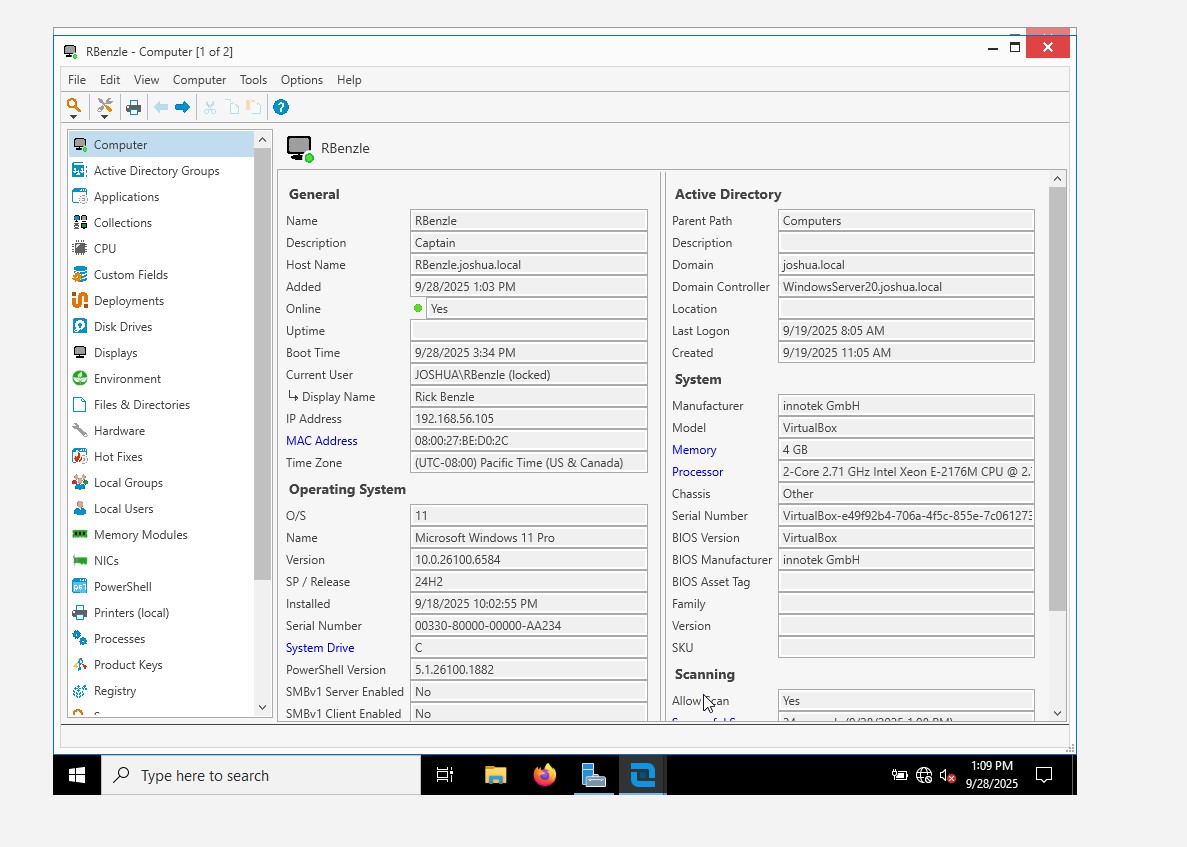 RBenzle - Computer [1 of 2]
File Edit View Computer Tools Options Help
Computer
Active Directory Groups
Applications
Collections
CPU
Custom Fields
Deployments
Disk Drives
Displays
Environment
Files & Directories
Hardware
Hot Fixes
Local Groups
Local Users
Memory Modules
NICs
PowerShell
Printers (local)
Processes
Product Keys
Registry
RBenzle
General
Name RBenzle
Description Captain
Host Name RBenzle.joshua.local
Added 9/28/2025 1:03 PM
Online Yes
Uptime
Boot Time 9/28/2025 3:34 PM
Current User JOSHUA\RBenzle (locked)
↳ Display Name Rick Benzle
IP Address 192.168.56.105
MAC Address 08:00:27:BE:D0:2C
Time Zone (UTC-08:00) Pacific Time (US & Canada)
Operating System
O/S 11
Name Microsoft Windows 11 Pro
Version 10.0.26100.6584
SP / Release 24H2
Installed 9/18/2025 10:02:55 PM
Serial Number 00330-80000-00000-AA234
System Drive C
PowerShell Version 5.1.26100.1882
SMBv1 Server Enabled No
SMBv1 Client Enabled No
Active Directory
Parent Path Computers
Description
Domain joshua.local
Domain Controller WindowsServer20.joshua.local
Location
Last Logon 9/19/2025 8:05 AM
Created 9/19/2025 11:05 AM
System
Manufacturer innotek GmbH
Model VirtualBox
Memory 4 GB
Processor 2-Core 2.71 GHz Intel Xeon E-2176M CPU @ 2.
Chassis Other
Serial Number VirtualBox-e49f92b4-706a-4f5c-855e-7c061273
BIOS Version VirtualBox
BIOS Manufacturer innotek GmbH
BIOS Asset Tag
Family
Version
SKU
Scanning
Allow Scan Yes
Type here to search
1:09 PM
9/28/2025